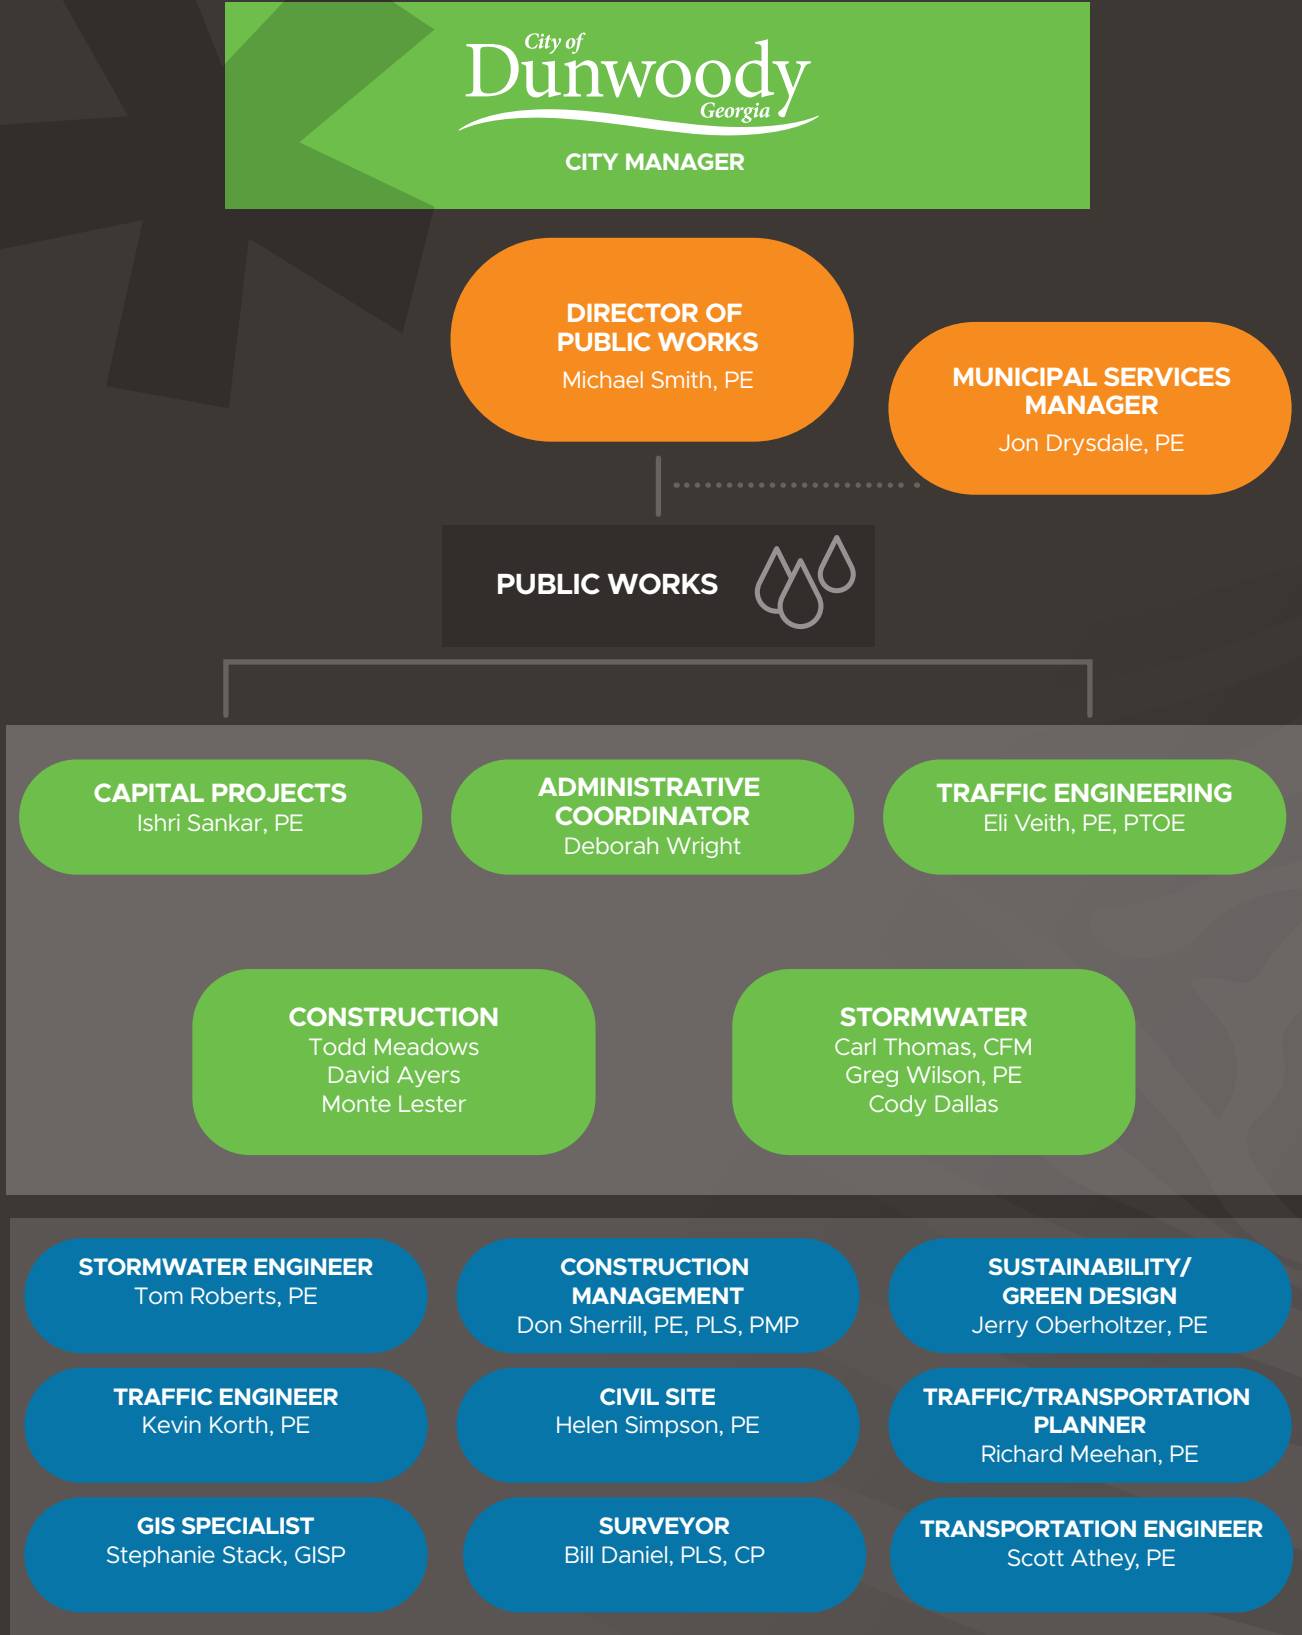 City of
Dunwoody
Georgia
CITY MANAGER
DIRECTOR OF
PUBLIC WORKS
Michael Smith, PE
MUNICIPAL SERVICES
MANAGER
Jon Drysdale, PE
PUBLIC WORKS
CAPITAL PROJECTS
Ishri Sankar, PE
ADMINISTRATIVE
COORDINATOR
Deborah Wright
TRAFFIC ENGINEERING
Eli Veith, PE, PTOE
CONSTRUCTION
Todd Meadows
David Ayers
Monte Lester
STORMWATER
Carl Thomas, CFM
Greg Wilson, PE
Cody Dallas
STORMWATER ENGINEER
Tom Roberts, PE
CONSTRUCTION
MANAGEMENT
Don Sherrill, PE, PLS, PMP
SUSTAINABILITY/
GREEN DESIGN
Jerry Oberholtzer, PE
TRAFFIC ENGINEER
Kevin Korth, PE
CIVIL SITE
Helen Simpson, PE
TRAFFIC/TRANSPORTATION
PLANNER
Richard Meehan, PE
GIS SPECIALIST
Stephanie Stack, GISP
SURVEYOR
Bill Daniel, PLS, CP
TRANSPORTATION ENGINEER
Scott Athey, PE